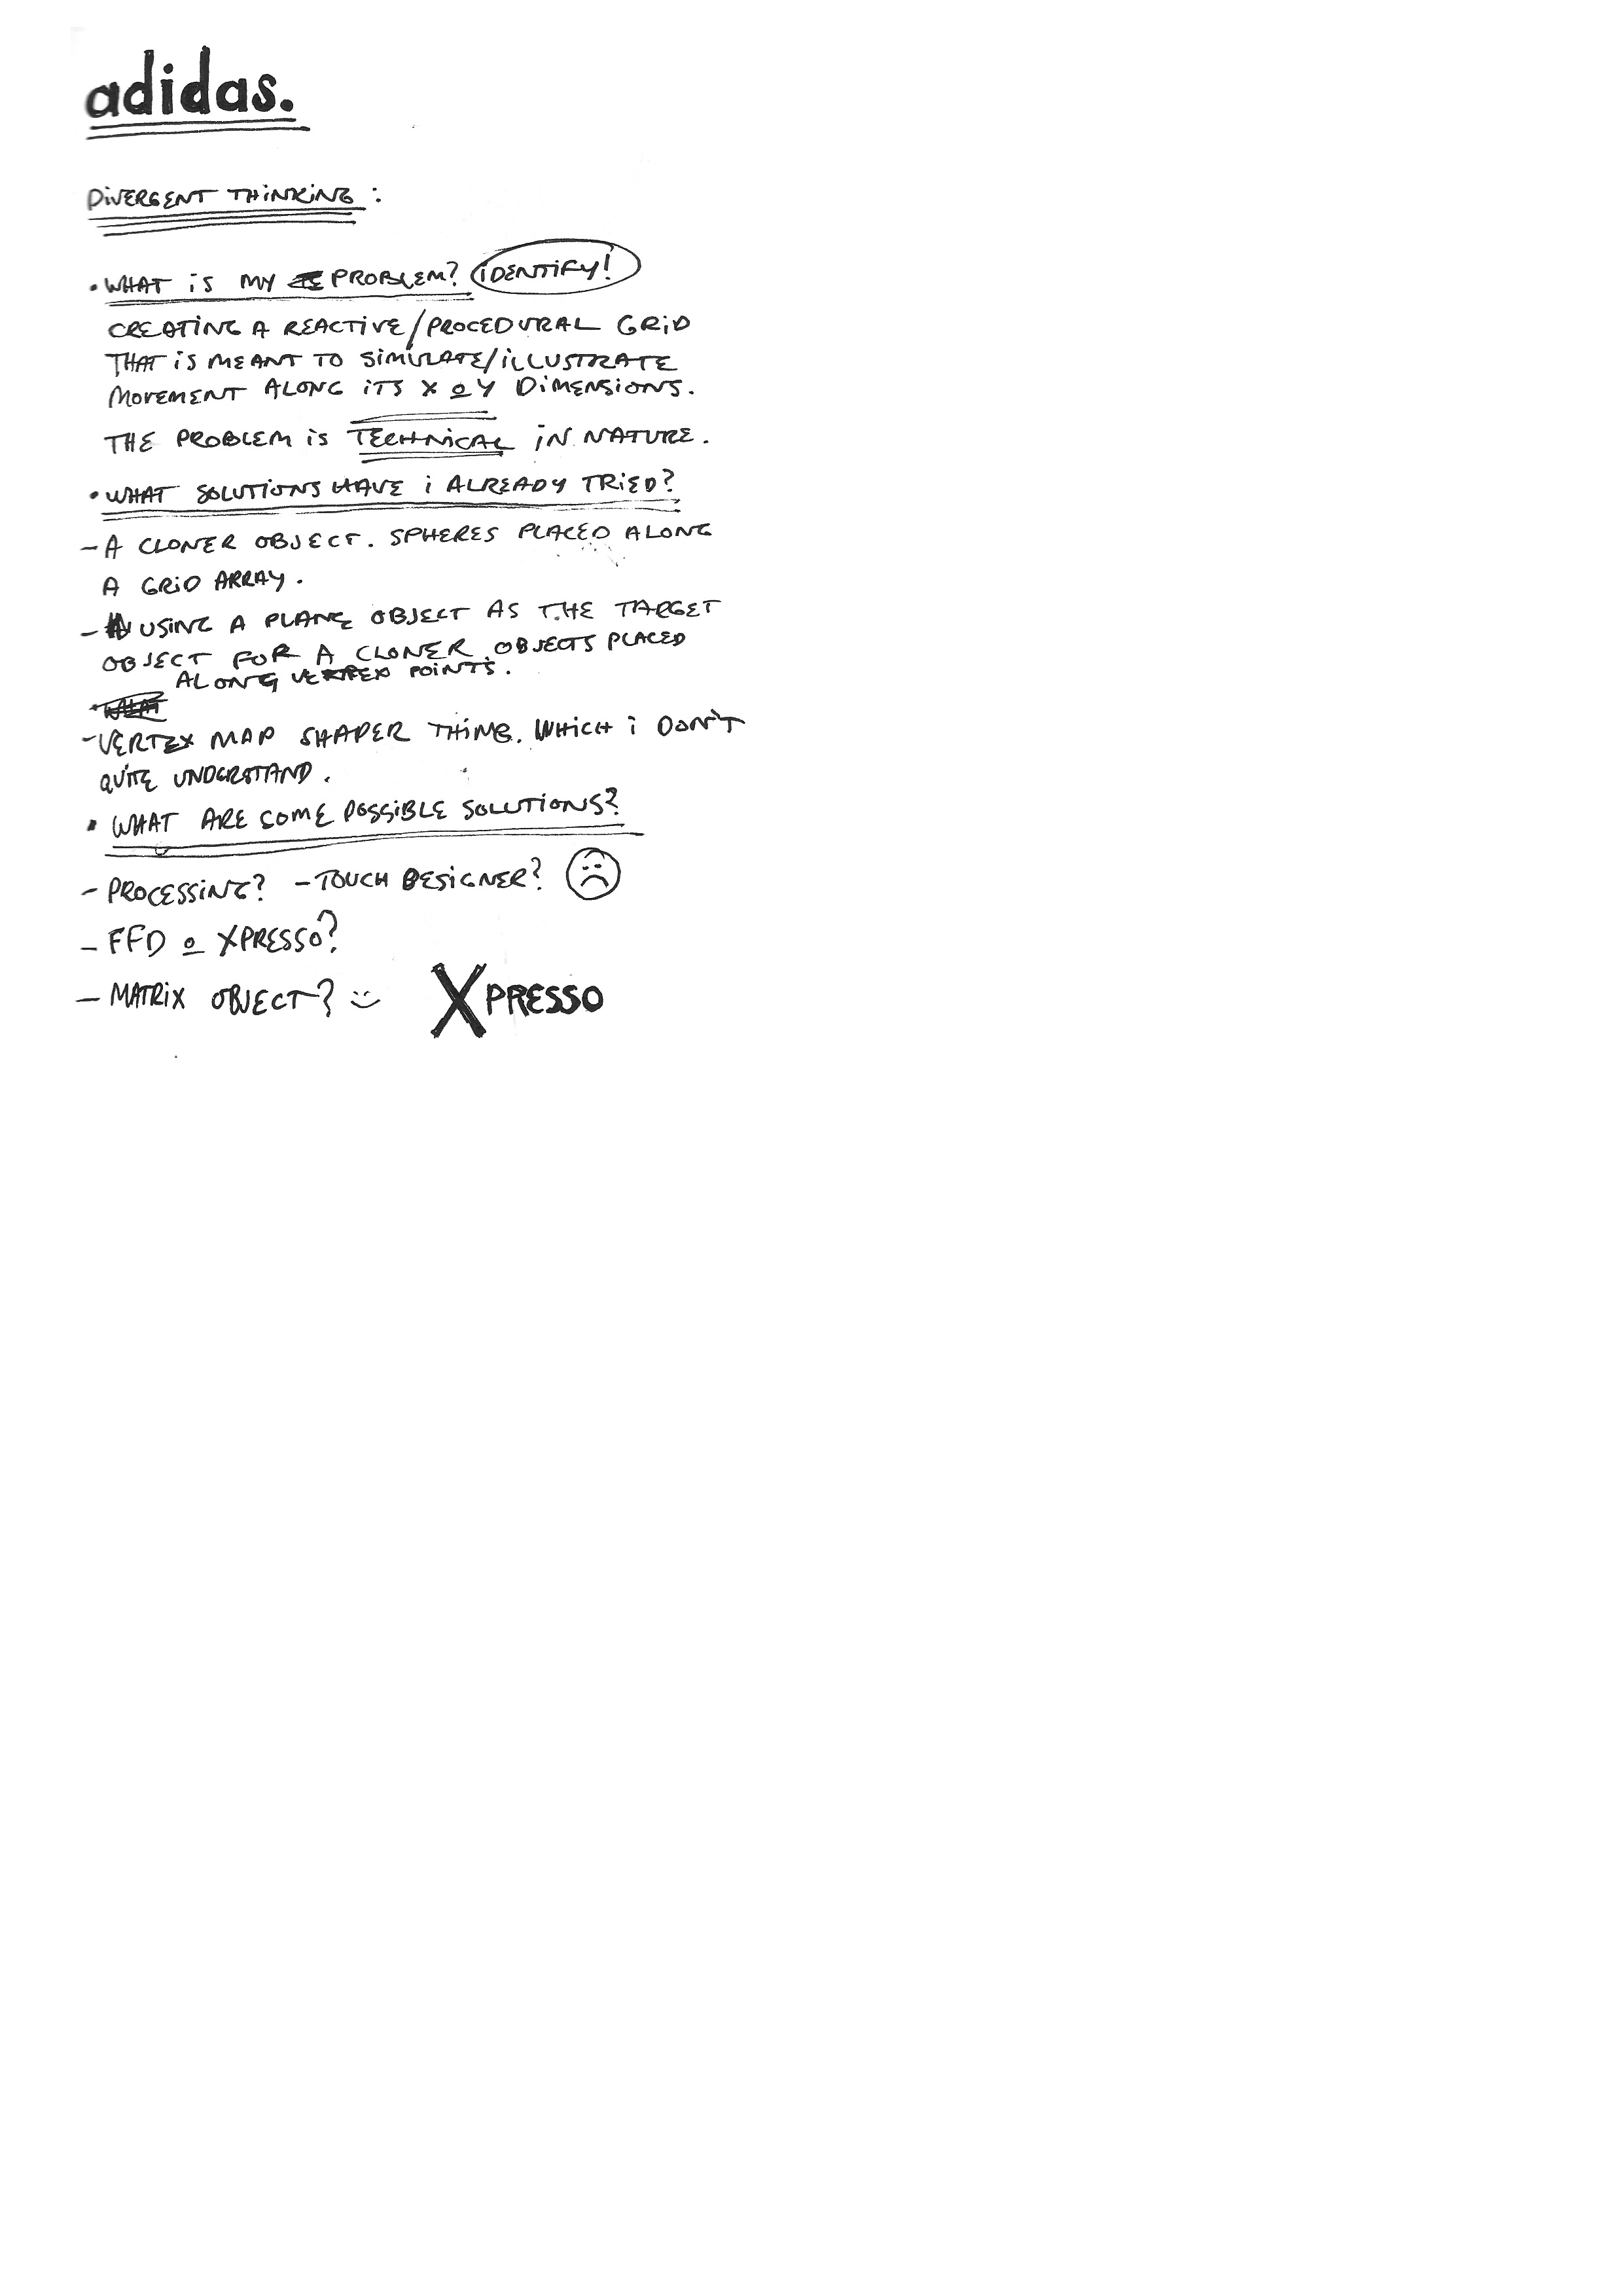 adidas.
DIVERGENT THINKING :
• WHAT IS MY PROBLEM? IDENTIFY!
CREATING A REACTIVE/PROCEDURAL GRID
THAT IS MEANT TO SIMULATE/ILLUSTRATE
MOVEMENT ALONG ITS X o Y DIMENSIONS.
THE PROBLEM IS TECHNICAL IN NATURE.
• WHAT SOLUTIONS HAVE I ALREADY TRIED?
- A CLONER OBJECT. SPHERES PLACED ALONG
A GRID ARRAY.
- USING A PLANE OBJECT AS THE TARGET
OBJECT FOR A CLONER. OBJECTS PLACED
ALONG VERTEX POINTS.
- VERTEX MAP SHADER THING. WHICH I DON'T
QUITE UNDERSTAND.
• WHAT ARE SOME POSSIBLE SOLUTIONS?
- PROCESSING? - TOUCH DESIGNER?
- FFD o XPRESSO?
- MATRIX OBJECT? XPRESSO